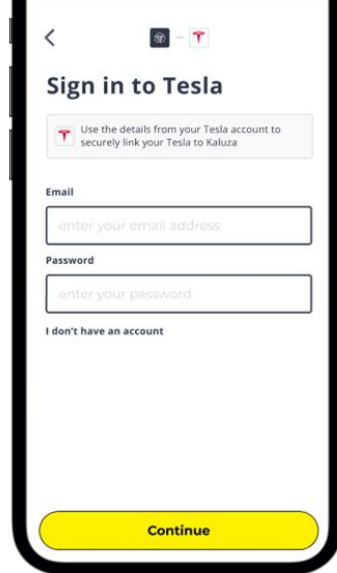 Sign in to Tesla
Use the details from your Tesla account to
securely link your Tesla to Kaluza
Email
enter your email address
Password
enter your password
I don't have an account
Continue